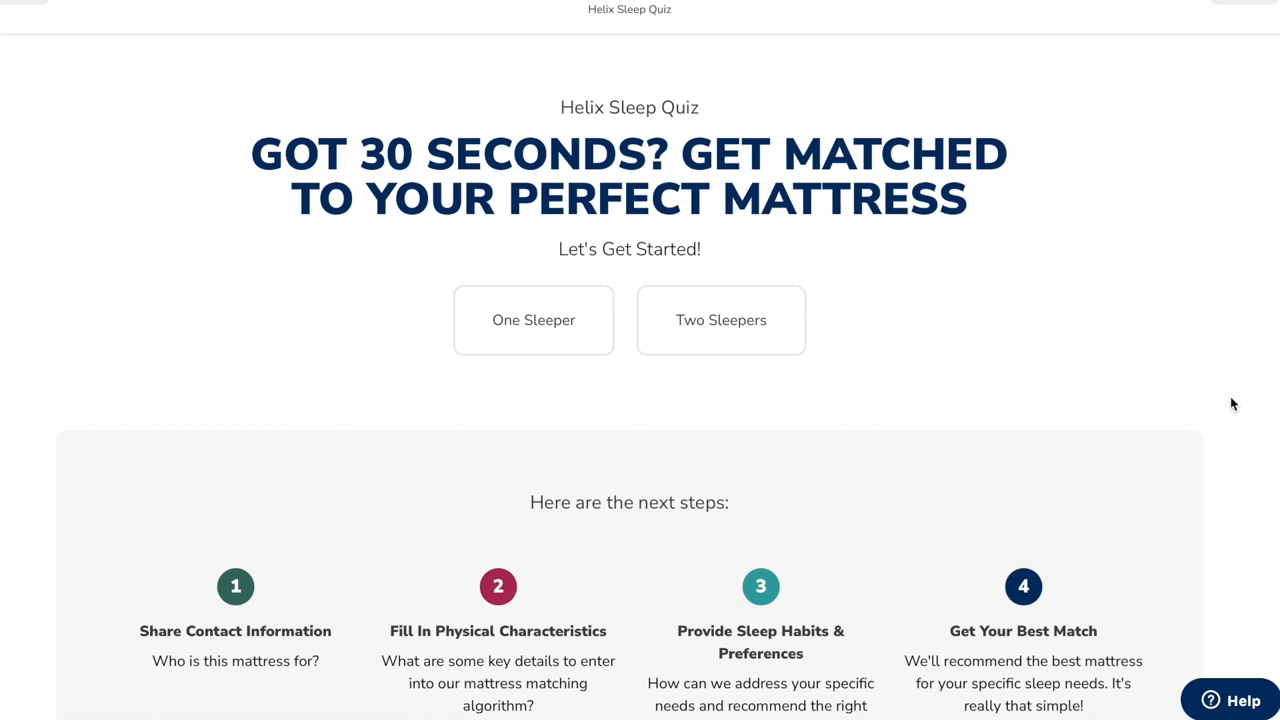 Helix Sleep Quiz
Helix Sleep Quiz
GOT 30 SECONDS? GET MATCHED
TO YOUR PERFECT MATTRESS
Let's Get Started!
One Sleeper
Two Sleepers
Here are the next steps:
1
Share Contact Information
Who is this mattress for?
2
Fill In Physical Characteristics
What are some key details to enter
into our mattress matching
algorithm?
3
Provide Sleep Habits &
Preferences
How can we address your specific
needs and recommend the right
4
Get Your Best Match
We'll recommend the best mattress
for your specific sleep needs. It's
really that simple!
Help